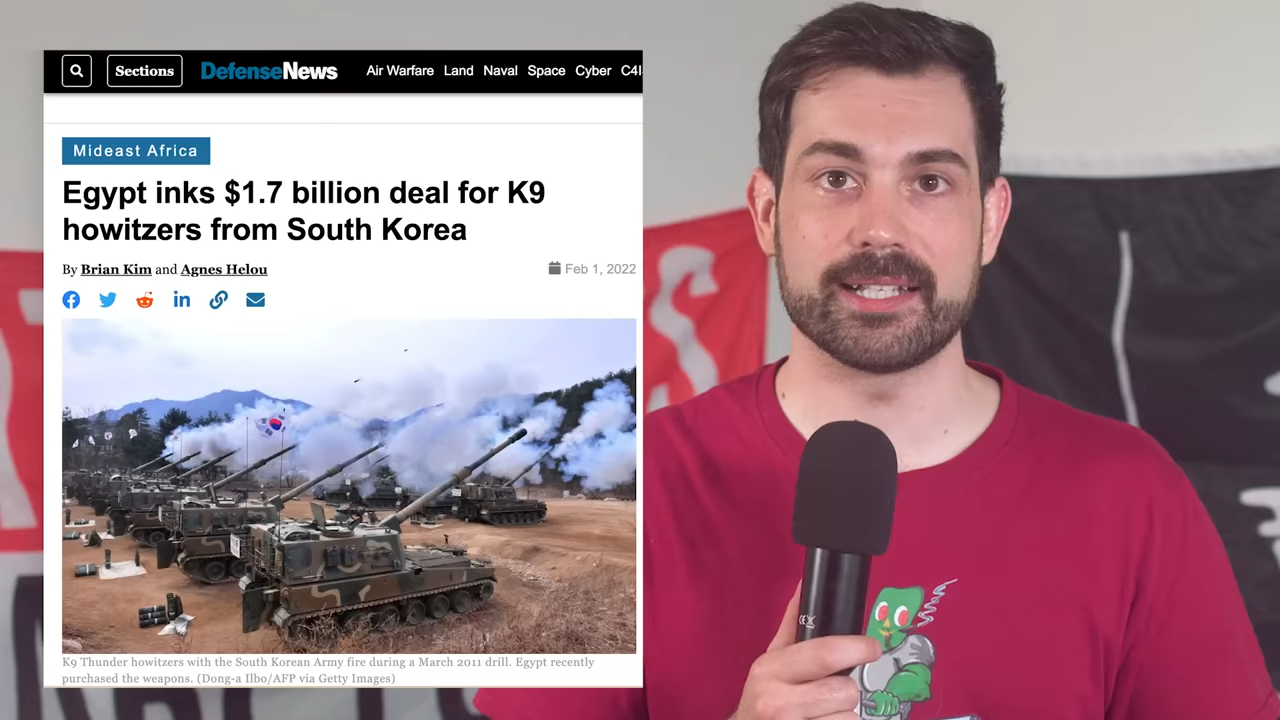 Sections
DefenseNews
Air Warfare Land Naval Space Cyber C4I
Mideast Africa
Egypt inks $1.7 billion deal for K9
howitzers from South Korea
By Brian Kim and Agnes Helou
Feb 1, 2022
K9 Thunder howitzers with the South Korean Army fire during a March 2011 drill. Egypt recently
purchased the weapons. (Dong-a Ilbo/AFP via Getty Images)
CE